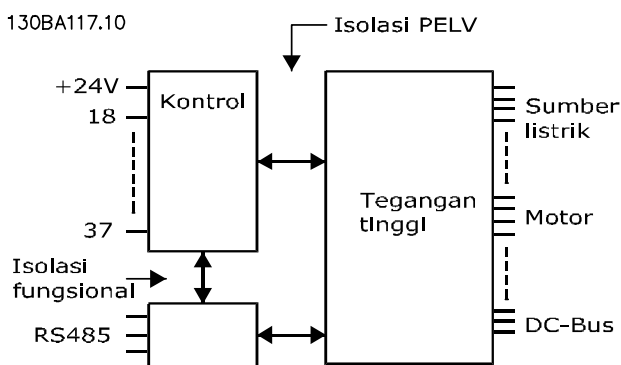 130BA117.10
Isolasi PELV
+24V
18
37
Kontrol
Tegangan
tinggi
Sumber
listrik
Motor
DC-Bus
Isolasi
fungsional
RS485